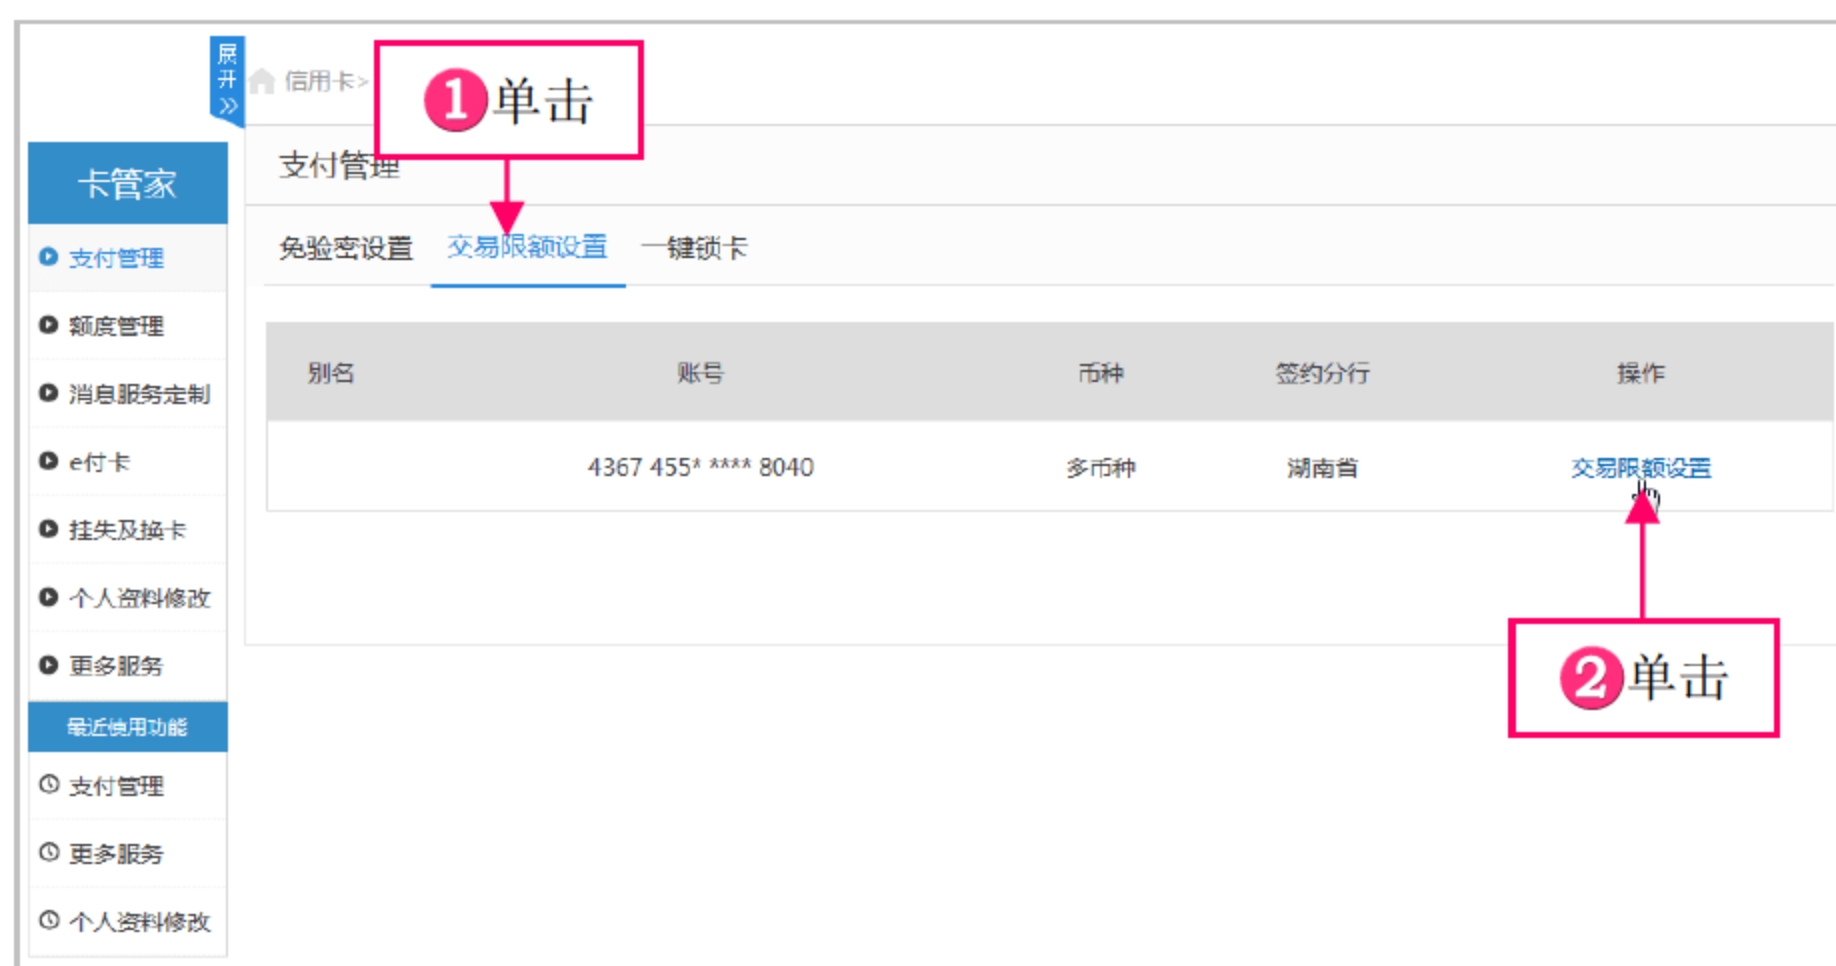 展开
信用卡>
❶单击
卡管家
支付管理
额度管理
消息服务定制
e付卡
挂失及换卡
个人资料修改
更多服务
最近使用功能
支付管理
更多服务
个人资料修改
支付管理
免验密设置 交易限额设置 一键锁卡
别名 账号 币种 签约分行 操作
4367 455* **** 8040 多币种 湖南省 交易限额设置
❷单击